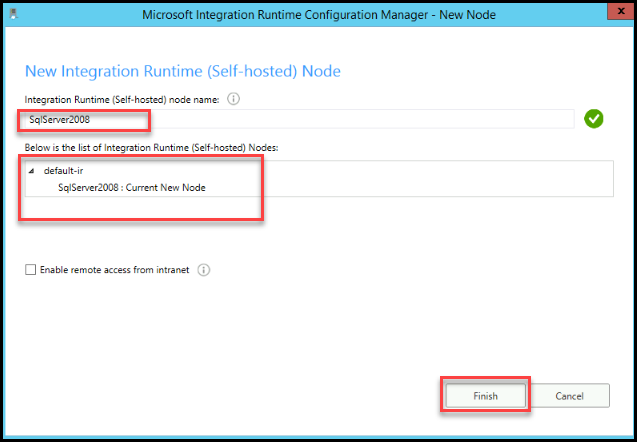 Microsoft Integration Runtime Configuration Manager - New Node
x
New Integration Runtime (Self-hosted) Node
Integration Runtime (Self-hosted) node name: i
SqlServer2008
Below is the list of Integration Runtime (Self-hosted) Nodes:
default-ir
SqlServer2008 : Current New Node
Enable remote access from intranet i
Finish Cancel